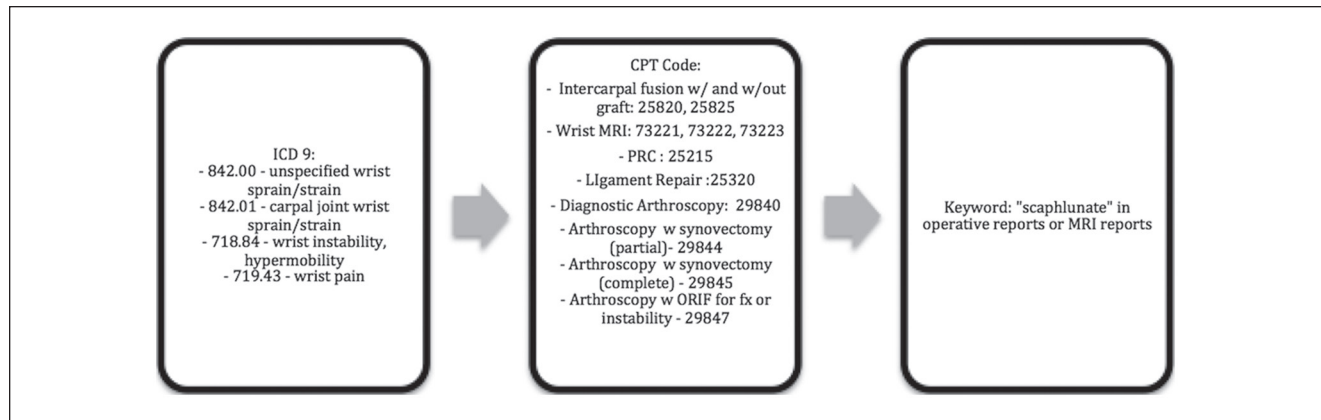 ICD 9:
- 842.00 - unspecified wrist
sprain/strain
- 842.01 - carpal joint wrist
sprain/strain
- 718.84 - wrist instability,
hypermobility
- 719.43 - wrist pain
CPT Code:
- Intercarpal fusion w/ and w/out
graft: 25820, 25825
- Wrist MRI: 73221, 73222, 73223
- PRC : 25215
- LIgament Repair :25320
- Diagnostic Arthroscopy: 29840
- Arthroscopy w synovectomy
(partial)- 29844
- Arthroscopy w synovectomy
(complete) - 29845
- Arthroscopy w ORIF for fx or
instability - 29847
Keyword: "scaphlunate" in
operative reports or MRI reports